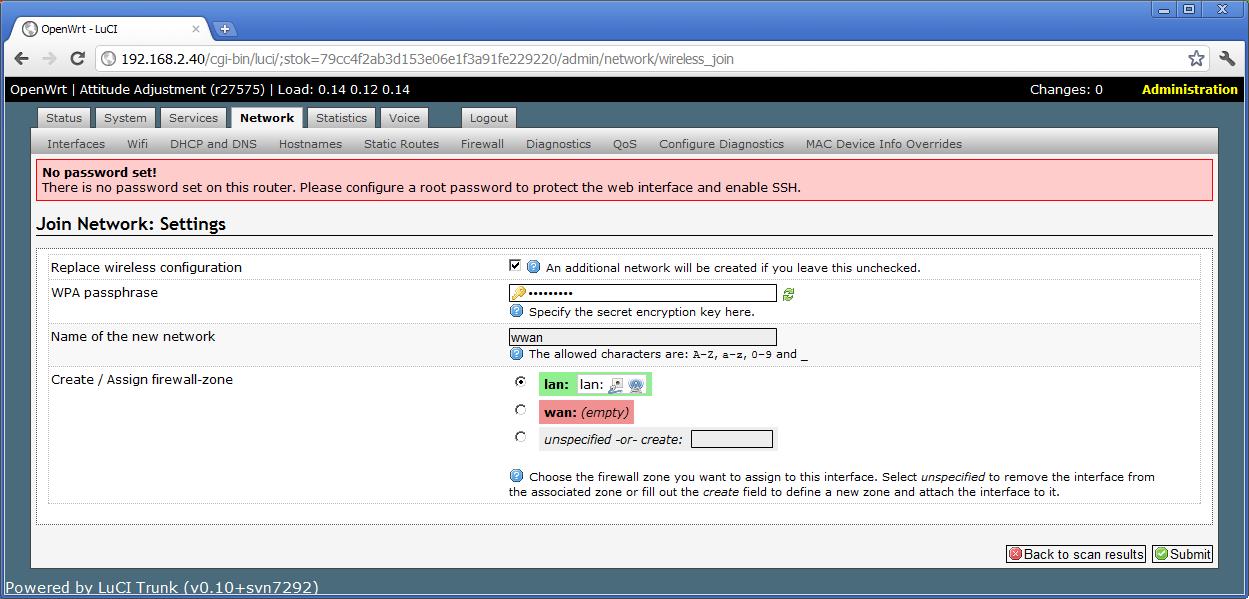 OpenWrt - LuCI
192.168.2.40/cgi-bin/luci/;stok=79cc4f2ab3d153e06e1f3a91fe229220/admin/network/wireless_join
OpenWrt | Attitude Adjustment (r27575) | Load: 0.14 0.12 0.14 Changes: 0 Administration
Status System Services Network Statistics Voice Logout
Interfaces Wifi DHCP and DNS Hostnames Static Routes Firewall Diagnostics QoS Configure Diagnostics MAC Device Info Overrides
No password set!
There is no password set on this router. Please configure a root password to protect the web interface and enable SSH.
Join Network: Settings
Replace wireless configuration An additional network will be created if you leave this unchecked.
WPA passphrase •••••••••
Specify the secret encryption key here.
Name of the new network wwan
The allowed characters are: A-Z, a-z, 0-9 and _
Create / Assign firewall-zone lan: lan:
wan: (empty)
unspecified -or- create:
Choose the firewall zone you want to assign to this interface. Select unspecified to remove the interface from
the associated zone or fill out the create field to define a new zone and attach the interface to it.
Back to scan results Submit
Powered by LuCI Trunk (v0.10+svn7292)